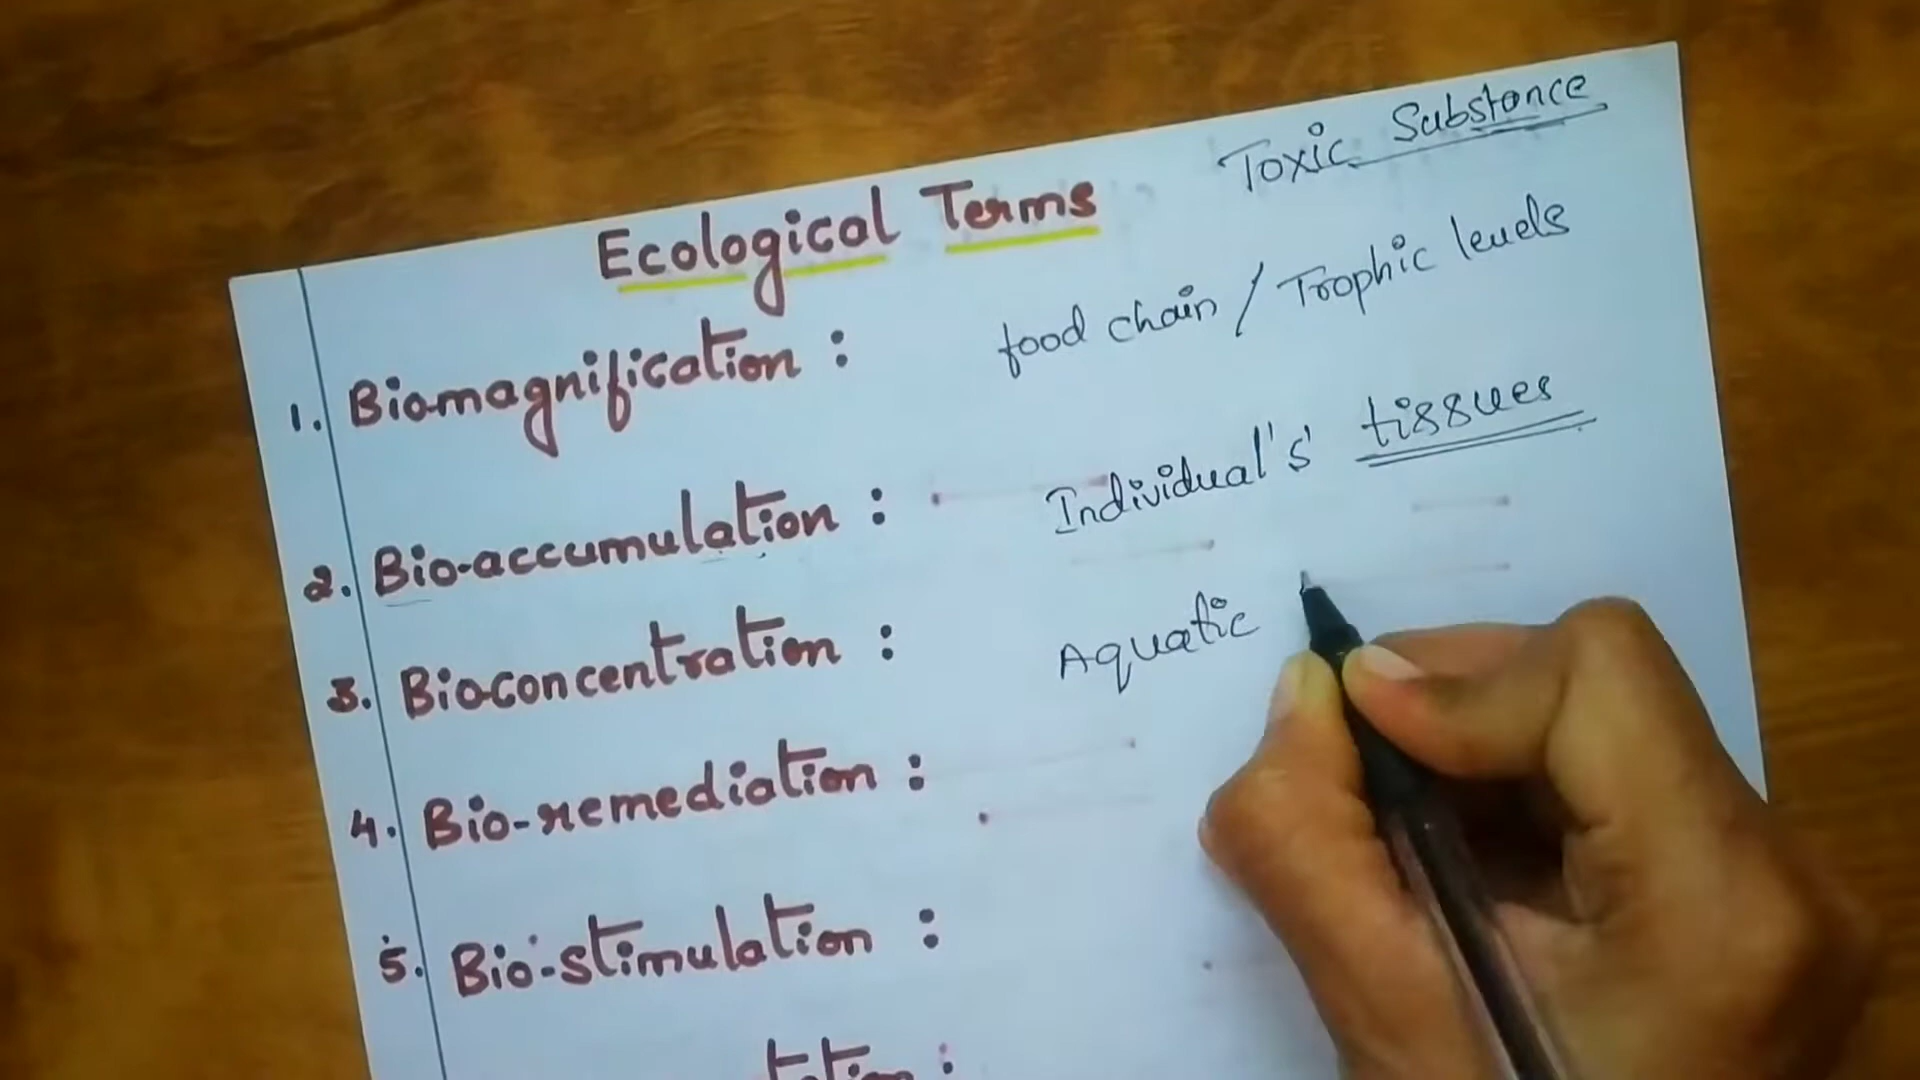 Toxic Substance
Ecological Terms
1. Biomagnification : food chain / Trophic levels
2. Bio-accumulation : Individual's' tissues
3. Bioconcentration : Aquatic
4. Bio-remediation :
5. Bio-stimulation :